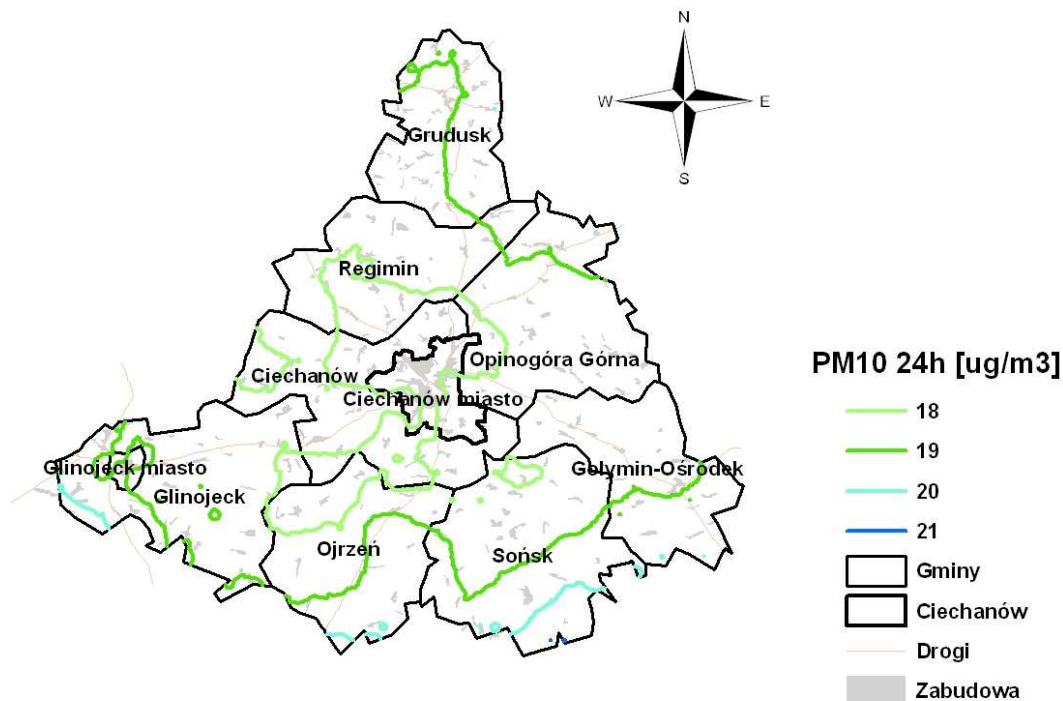 N
W
E
S
Grudusk
Regimin
Opinogóra Górna
Ciechanów
Ciechanów miasto
Glinojeck miasto
Gołymin-Ośródek
Glinojeck
Ojrzeń
Sońsk
PM10 24h [ug/m3]
18
19
20
21
Gminy
Ciechanów
Drogi
Zabudowa